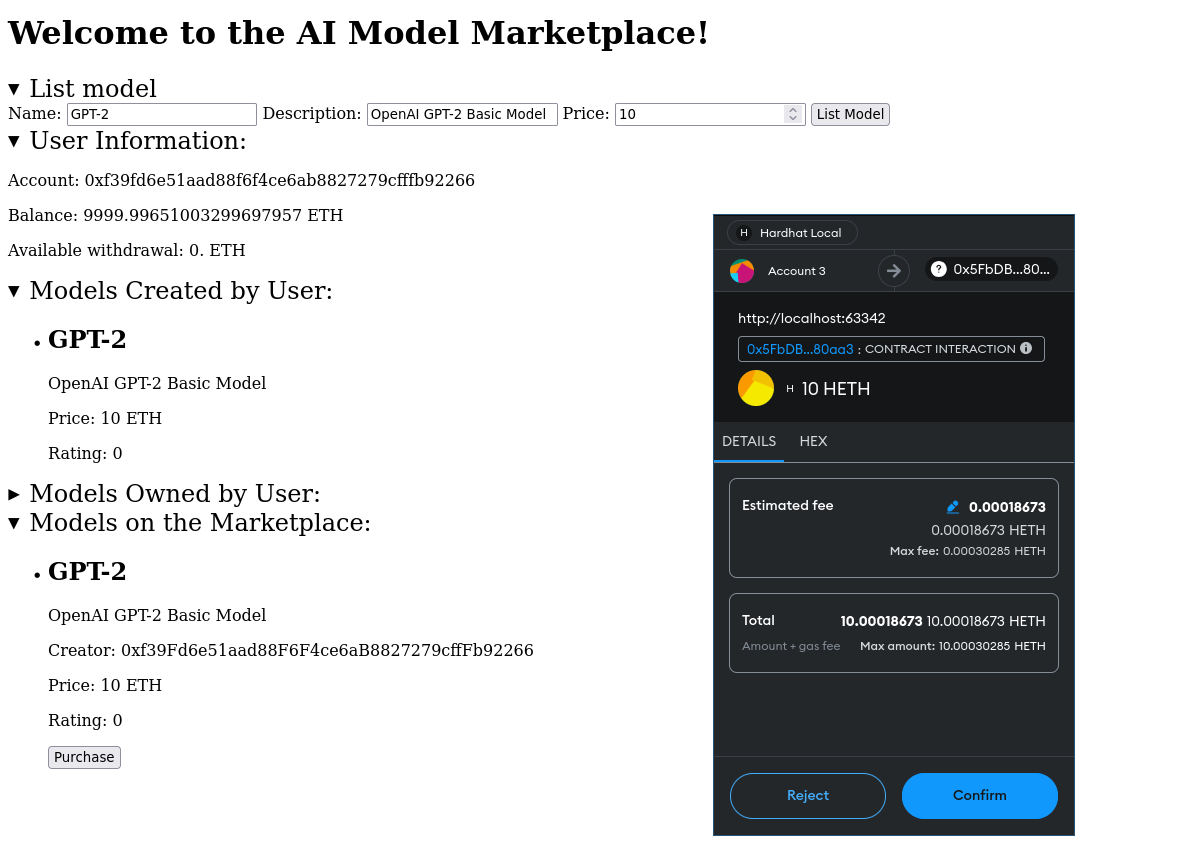 Welcome to the AI Model Marketplace!
▼ List model
Name: GPT-2 Description: OpenAI GPT-2 Basic Model Price: 10 List Model
▼ User Information:
Account: 0xf39fd6e51aad88f6f4ce6ab8827279cfffb92266
Balance: 9999.99651003299697957 ETH
Available withdrawal: 0. ETH
▼ Models Created by User:
• GPT-2
OpenAI GPT-2 Basic Model
Price: 10 ETH
Rating: 0
► Models Owned by User:
▼ Models on the Marketplace:
• GPT-2
OpenAI GPT-2 Basic Model
Creator: 0xf39Fd6e51aad88F6F4ce6aB8827279cffFb92266
Price: 10 ETH
Rating: 0
Purchase
H Hardhat Local
Account 3 ? 0x5FbDB...80...
http://localhost:63342
0x5FbDB...80aa3 : CONTRACT INTERACTION
H 10 HETH
DETAILS HEX
Estimated fee 0.00018673
0.00018673 HETH
Max fee: 0.00030285 HETH
Total 10.00018673 10.00018673 HETH
Amount + gas fee Max amount: 10.00030285 HETH
Reject Confirm